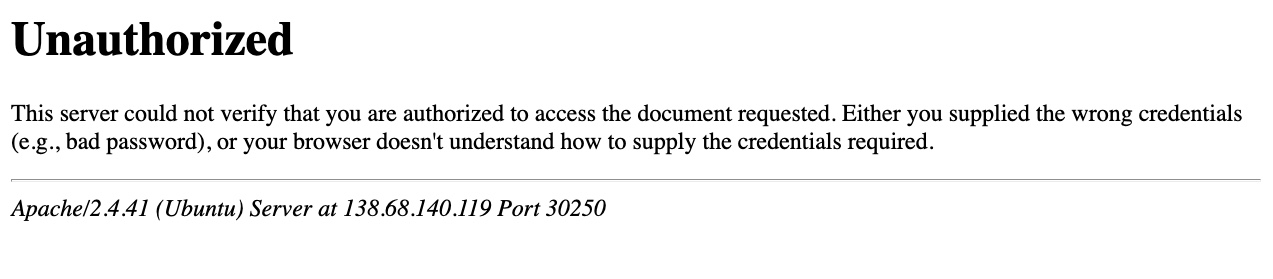 Unauthorized
This server could not verify that you are authorized to access the document requested. Either you supplied the wrong credentials
(e.g., bad password), or your browser doesn't understand how to supply the credentials required.
Apache/2.4.41 (Ubuntu) Server at 138.68.140.119 Port 30250